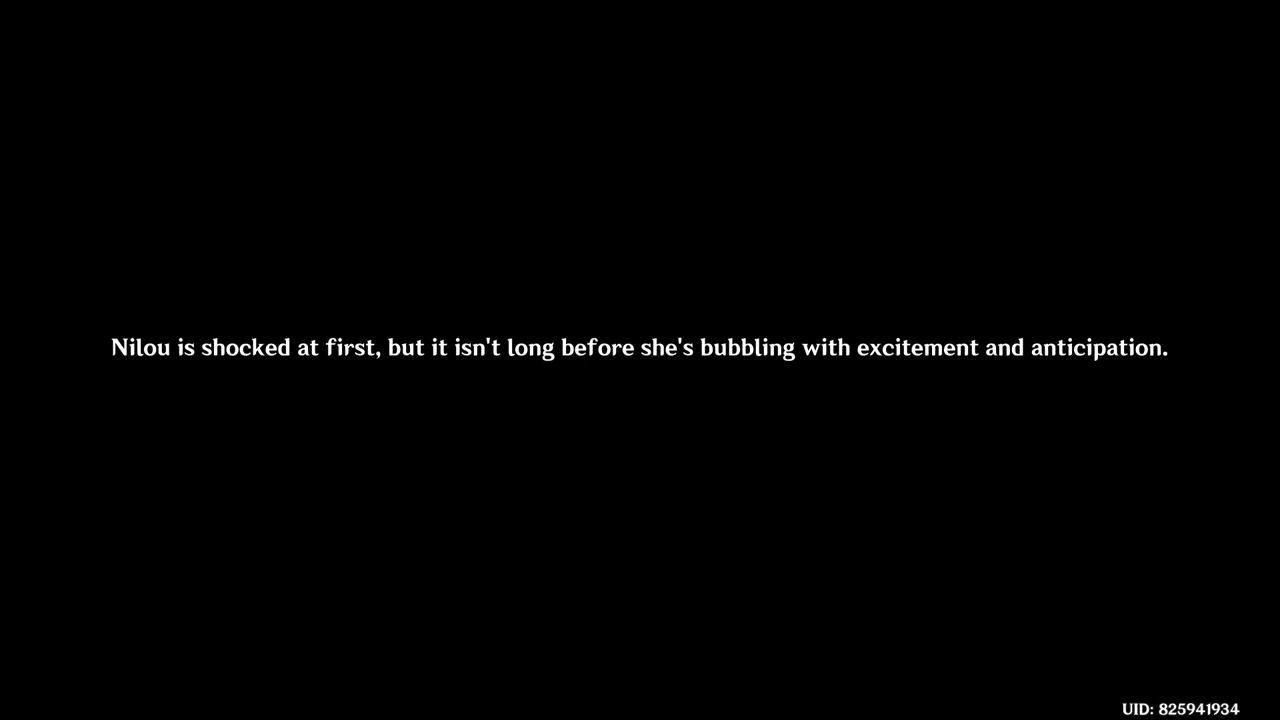 Nilou is shocked at first, but it isn't long before she's bubbling with excitement and anticipation.
UID: 825941934